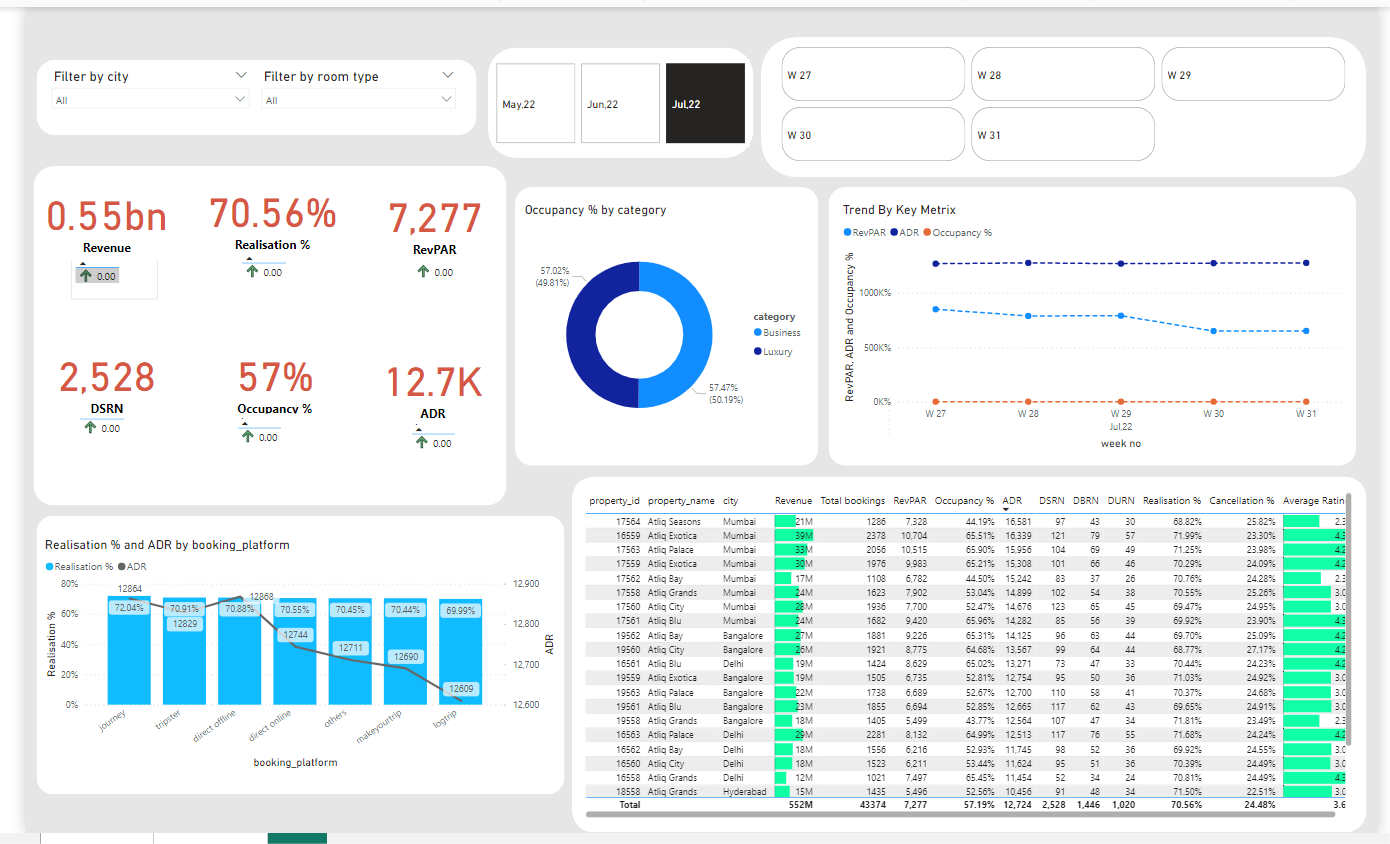 Filter by city
Filter by room type
All
All
May,22
Jun,22
Jul,22
W 27
W 28
W 29
W 30
W 31
0.55bn
Revenue
0.00
70.56%
Realisation %
0.00
7,277
RevPAR
0.00
2,528
DSRN
0.00
57%
Occupancy %
0.00
12.7K
ADR
0.00
Occupancy % by category
57.02%
(49.81%)
57.47%
(50.19%)
category
Business
Luxury
Trend By Key Metrix
RevPAR ADR Occupancy %
RevPAR, ADR and Occupancy %
1000K%
500K%
0K%
W 27 W 28 W 29 W 30 W 31
Jul,22
week no
Realisation % and ADR by booking_platform
Realisation % ADR
Realisation %
80%
60%
40%
20%
0%
12864
72.04%
70.91%
12829
12868
70.88%
70.55%
12744
70.45%
12711
70.44%
12690
69.99%
12609
12,900
12,800
12,700
12,600
ADR
journey tripster direct offline direct online others makeyourtrip logtrip
booking_platform
property_id property_name city Revenue Total bookings RevPAR Occupancy % ADR DSRN DBRN DURN Realisation % Cancellation % Average Ratin
17564 Atliq Seasons Mumbai 21M 1286 7,328 44.19% 16,581 97 43 30 68.82% 25.82% 2.3
16559 Atliq Exotica Mumbai 39M 2378 10,704 65.51% 16,339 121 79 57 71.99% 23.30% 4.3
17563 Atliq Palace Mumbai 33M 2056 10,515 65.90% 15,956 104 69 49 71.25% 23.98% 4.2
17559 Atliq Exotica Mumbai 30M 1976 9,983 65.21% 15,308 101 66 46 70.29% 24.09% 4.2
17562 Atliq Bay Mumbai 17M 1108 6,782 44.50% 15,242 83 37 26 70.76% 24.28% 2.3
17558 Atliq Grands Mumbai 24M 1623 7,902 53.04% 14,899 102 54 38 70.55% 25.26% 3.0
17560 Atliq City Mumbai 28M 1936 7,700 52.47% 14,676 123 65 45 69.47% 24.95% 3.0
17561 Atliq Blu Mumbai 24M 1682 9,420 65.96% 14,282 85 56 39 69.92% 23.90% 4.3
19562 Atliq Bay Bangalore 27M 1881 9,226 65.31% 14,125 96 63 44 69.70% 25.09% 4.2
19560 Atliq City Bangalore 26M 1921 8,775 64.68% 13,567 99 64 44 68.77% 27.17% 4.2
16561 Atliq Blu Delhi 19M 1424 8,629 65.02% 13,271 73 47 33 70.44% 24.23% 4.2
19559 Atliq Exotica Bangalore 19M 1505 6,735 52.81% 12,754 95 50 36 71.03% 24.92% 3.0
19563 Atliq Palace Bangalore 22M 1738 6,689 52.67% 12,700 110 58 41 70.37% 24.68% 3.0
19561 Atliq Blu Bangalore 23M 1855 6,694 52.85% 12,665 117 62 43 69.65% 24.91% 3.0
19558 Atliq Grands Bangalore 18M 1405 5,499 43.77% 12,564 107 47 34 71.81% 23.49% 2.3
16563 Atliq Palace Delhi 29M 2281 8,132 64.99% 12,513 117 76 55 71.68% 24.24% 4.2
16562 Atliq Bay Delhi 18M 1556 6,216 52.93% 11,745 98 52 36 69.92% 24.55% 3.0
16560 Atliq City Delhi 18M 1523 6,211 53.44% 11,624 95 51 36 70.39% 24.49% 3.0
16558 Atliq Grands Delhi 12M 1021 7,497 65.45% 11,454 52 34 24 70.81% 24.49% 4.3
18558 Atliq Grands Hyderabad 15M 1435 5,496 52.56% 10,456 91 48 34 71.50% 22.51% 3.0
Total 552M 43374 7,277 57.19% 12,724 2,528 1,446 1,020 70.56% 24.48% 3.6